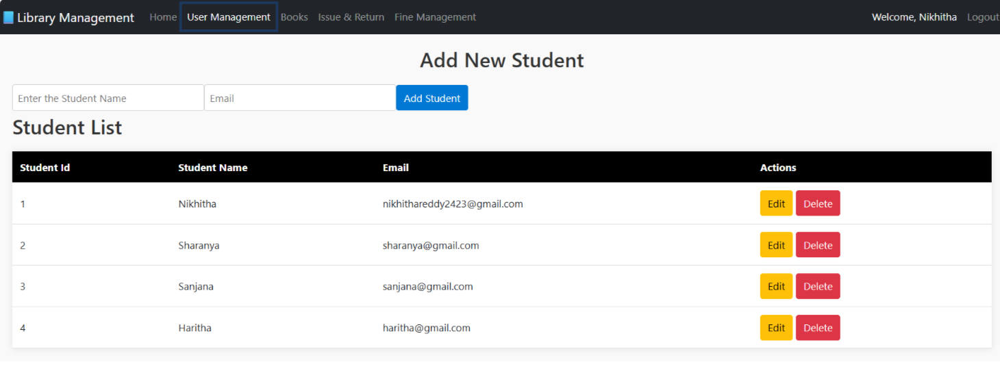 Library Management Home User Management Books Issue & Return Fine Management Welcome, Nikhitha Logout
Add New Student
Enter the Student Name Email Add Student
Student List
Student Id Student Name Email Actions
1 Nikhitha nikhithareddy2423@gmail.com Edit Delete
2 Sharanya sharanya@gmail.com Edit Delete
3 Sanjana sanjana@gmail.com Edit Delete
4 Haritha haritha@gmail.com Edit Delete